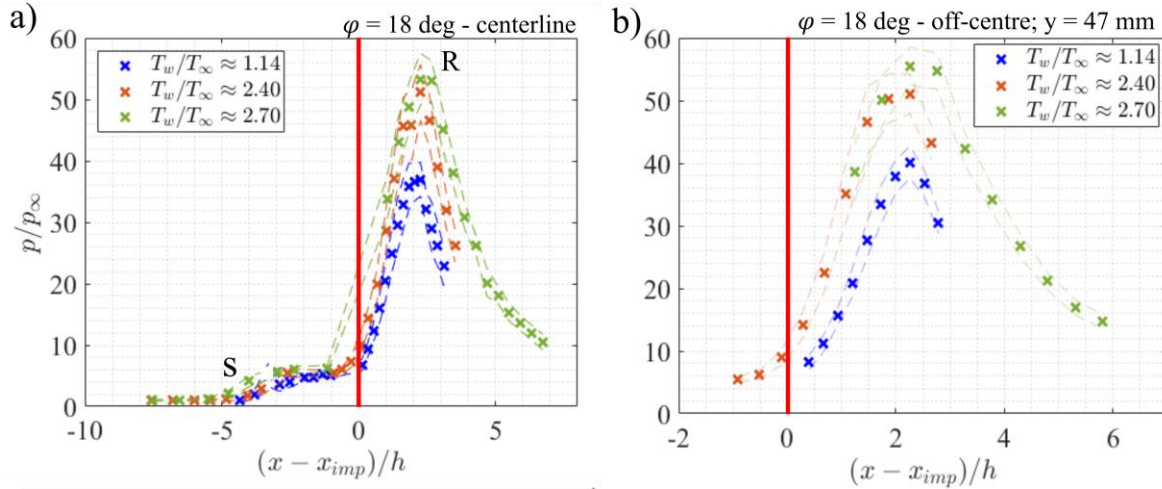 a)
φ = 18 deg - centerline
60
50
40
30
20
10
0
p/p∞
T_w/T_∞ ≈ 1.14
T_w/T_∞ ≈ 2.40
T_w/T_∞ ≈ 2.70
R
S
-10 -5 0 5
(x − x_imp)/h
b)
φ = 18 deg - off-centre; y = 47 mm
60
50
40
30
20
10
0
T_w/T_∞ ≈ 1.14
T_w/T_∞ ≈ 2.40
T_w/T_∞ ≈ 2.70
-2 0 2 4 6 8
(x − x_imp)/h